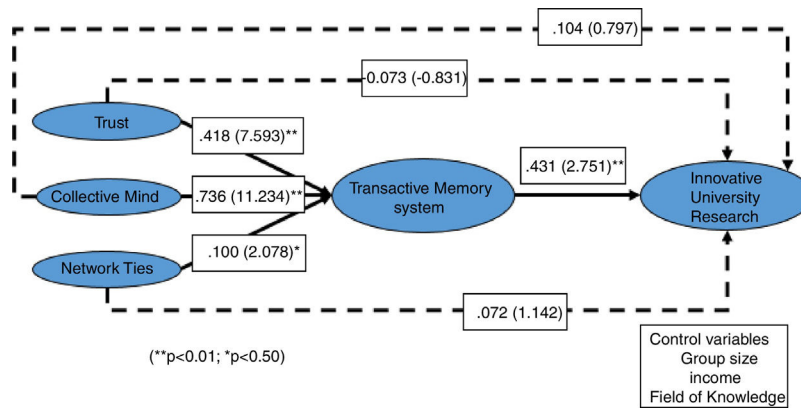 .104 (0.797)
-0.073 (-0.831)
Trust
.418 (7.593)**
Collective Mind
.736 (11.234)**
Transactive Memory
system
.431 (2.751)**
Innovative
University
Research
.100 (2.078)*
Network Ties
.072 (1.142)
(**p<0.01; *p<0.50)
Control variables
Group size
income
Field of Knowledge